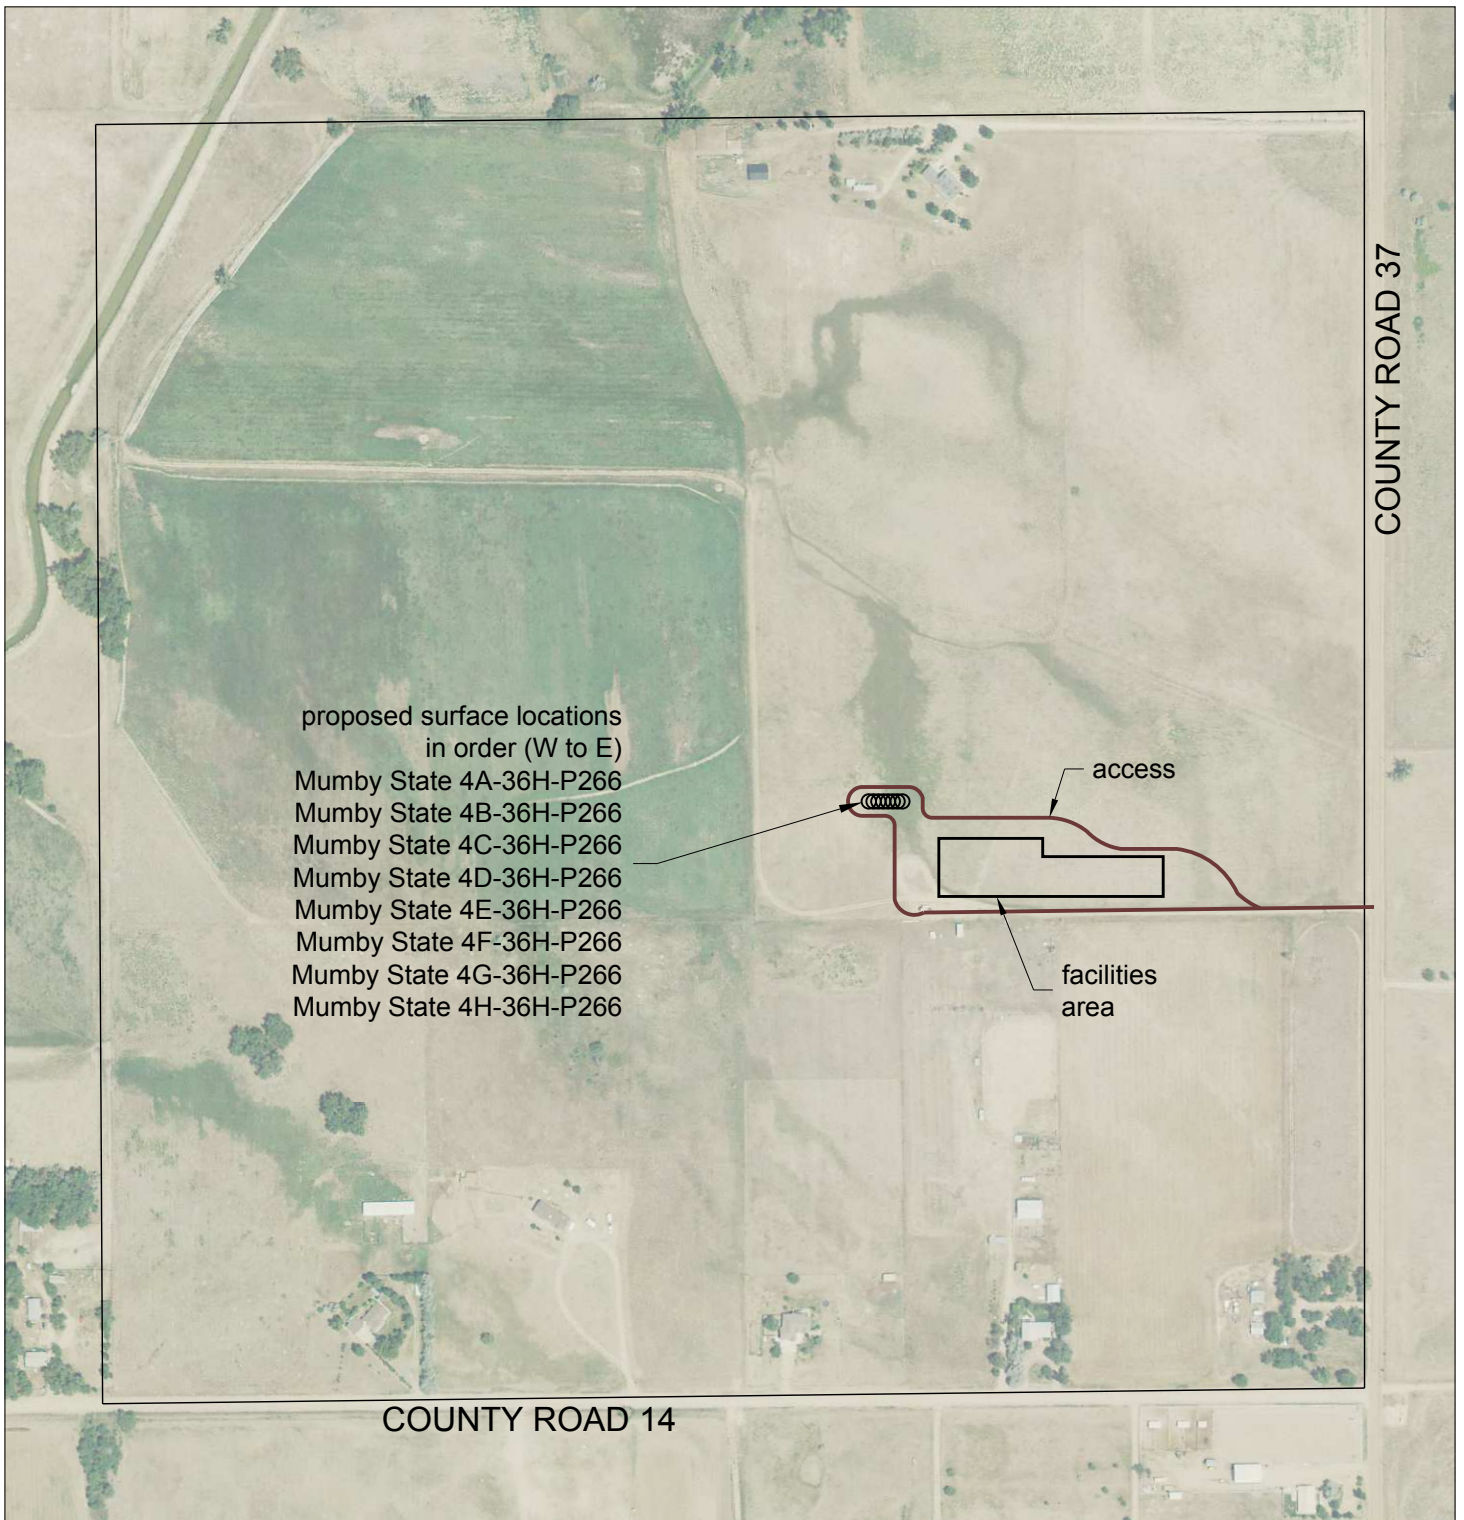 COUNTY ROAD 37
proposed surface locations
in order (W to E)
Mumby State 4A-36H-P266
Mumby State 4B-36H-P266
Mumby State 4C-36H-P266
Mumby State 4D-36H-P266
Mumby State 4E-36H-P266
Mumby State 4F-36H-P266
Mumby State 4G-36H-P266
Mumby State 4H-36H-P266
access
facilities
area
COUNTY ROAD 14